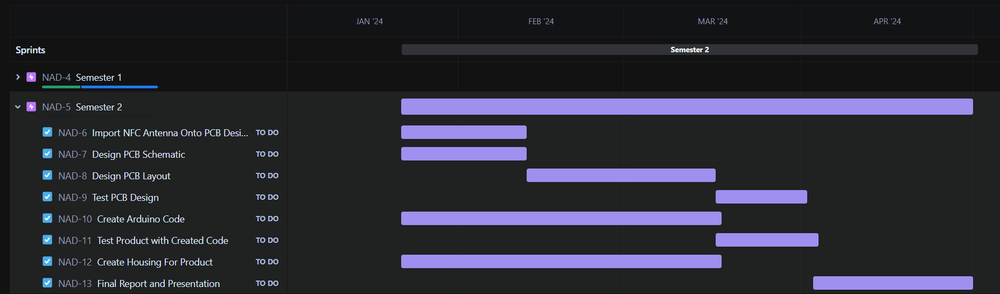 JAN '24 FEB '24 MAR '24 APR '24
Sprints Semester 2
NAD-4 Semester 1
NAD-5 Semester 2
NAD-6 Import NFC Antenna Onto PCB Desi... TO DO
NAD-7 Design PCB Schematic TO DO
NAD-8 Design PCB Layout TO DO
NAD-9 Test PCB Design TO DO
NAD-10 Create Arduino Code TO DO
NAD-11 Test Product with Created Code TO DO
NAD-12 Create Housing For Product TO DO
NAD-13 Final Report and Presentation TO DO